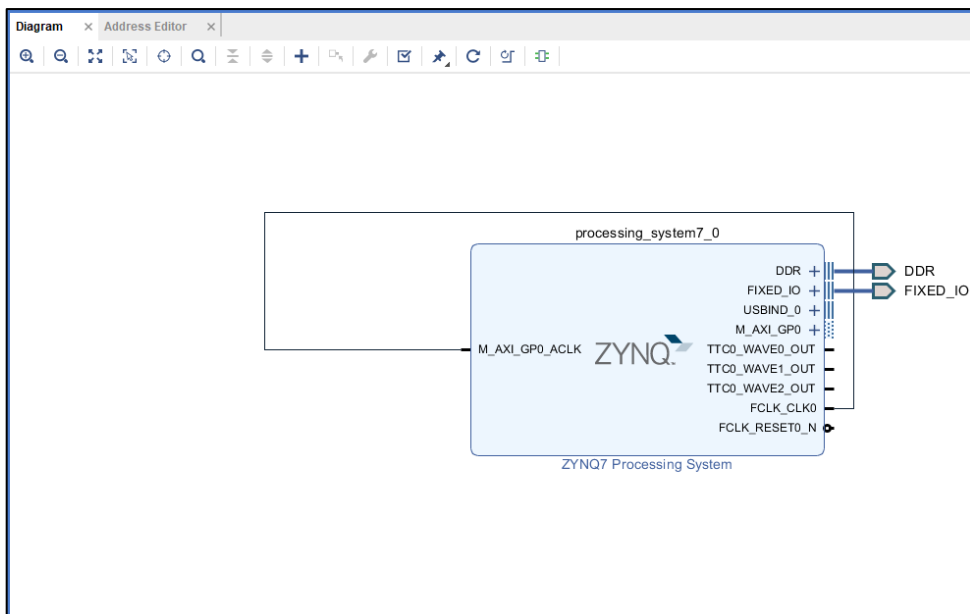 Diagram
Address Editor
processing_system7_0
DDR
FIXED_IO
USBIND_0
M_AXI_GP0
M_AXI_GP0_ACLK
ZYNQ
TTC0_WAVE0_OUT
TTC0_WAVE1_OUT
TTC0_WAVE2_OUT
FCLK_CLK0
FCLK_RESET0_N
DDR
FIXED_IO
ZYNQ7 Processing System